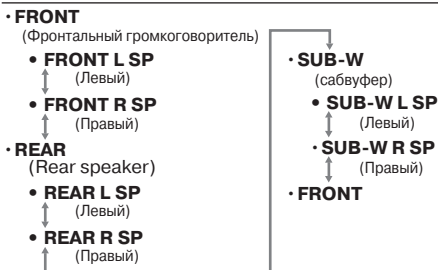 · FRONT
(Фронтальный громкоговоритель)
• FRONT L SP
(Левый)
• FRONT R SP
(Правый)
· REAR
(Rear speaker)
• REAR L SP
(Левый)
• REAR R SP
(Правый)
· SUB-W
(сабвуфер)
• SUB-W L SP
(Левый)
· SUB-W R SP
(Правый)
· FRONT